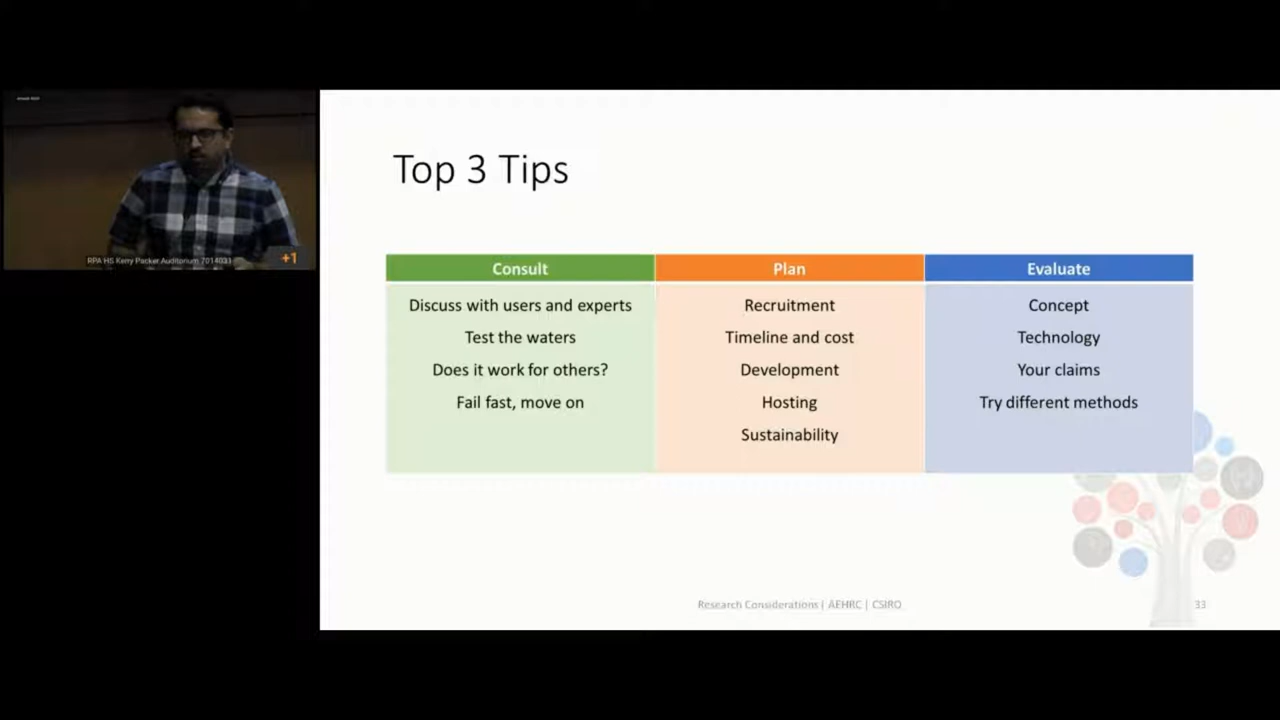 RPA HS Kerry Packer Auditorium 7014031
+1
Top 3 Tips
Consult
Discuss with users and experts
Test the waters
Does it work for others?
Fail fast, move on
Plan
Recruitment
Timeline and cost
Development
Hosting
Sustainability
Evaluate
Concept
Technology
Your claims
Try different methods
Research Considerations | AEHRC | CSIRO
33